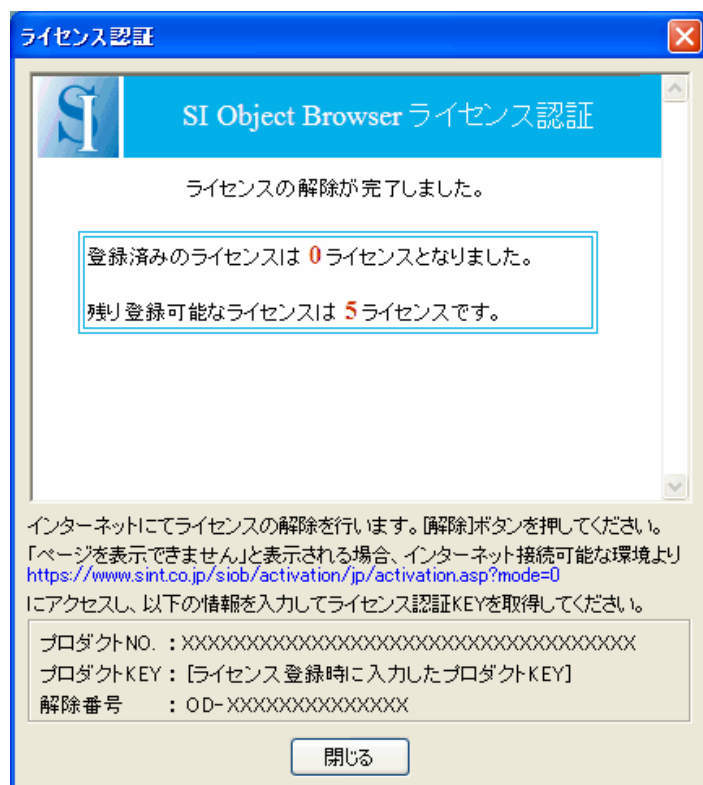 ライセンス認証
SI
SI Object Browser ライセンス認証
ライセンスの解除が完了しました。
登録済みのライセンスは 0 ライセンスとなりました。
残り登録可能なライセンスは 5 ライセンスです。
インターネットにてライセンスの解除を行います。[解除]ボタンを押してください。
「ページを表示できません」と表示される場合、インターネット接続可能な環境より
https://www.sint.co.jp/siob/activation/jp/activation.asp?mode=0
にアクセスし、以下の情報を入力してライセンス認証KEYを取得してください。
プロダクトNO. : XXXXXXXXXXXXXXXXXXXXXXXXXXXXXXXXXXX
プロダクトKEY : [ライセンス登録時に入力したプロダクトKEY]
解除番号 : OD-XXXXXXXXXXXXXX
閉じる